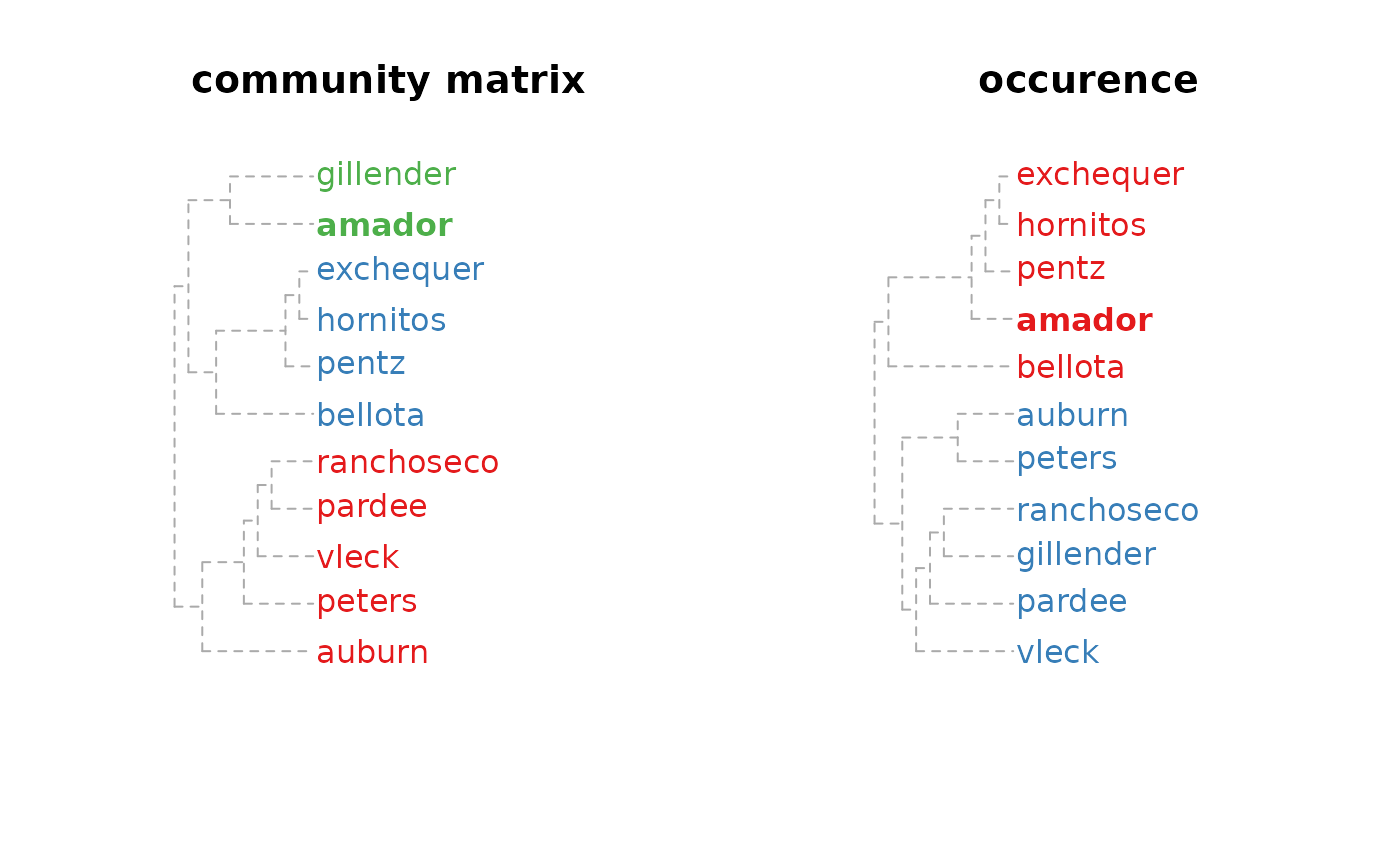 community matrix
gillender
amador
exchequer
hornitos
pentz
bellota
ranchoseco
pardee
vleck
peters
auburn
occurence
exchequer
hornitos
pentz
amador
bellota
auburn
peters
ranchoseco
gillender
pardee
vleck